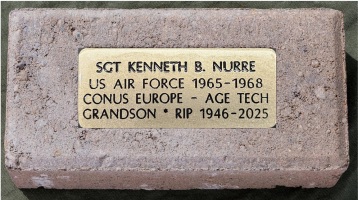 SGT KENNETH B. NURRE
US AIR FORCE 1965-1968
CONUS EUROPE - AGE TECH
GRANDSON • RIP 1946-2025